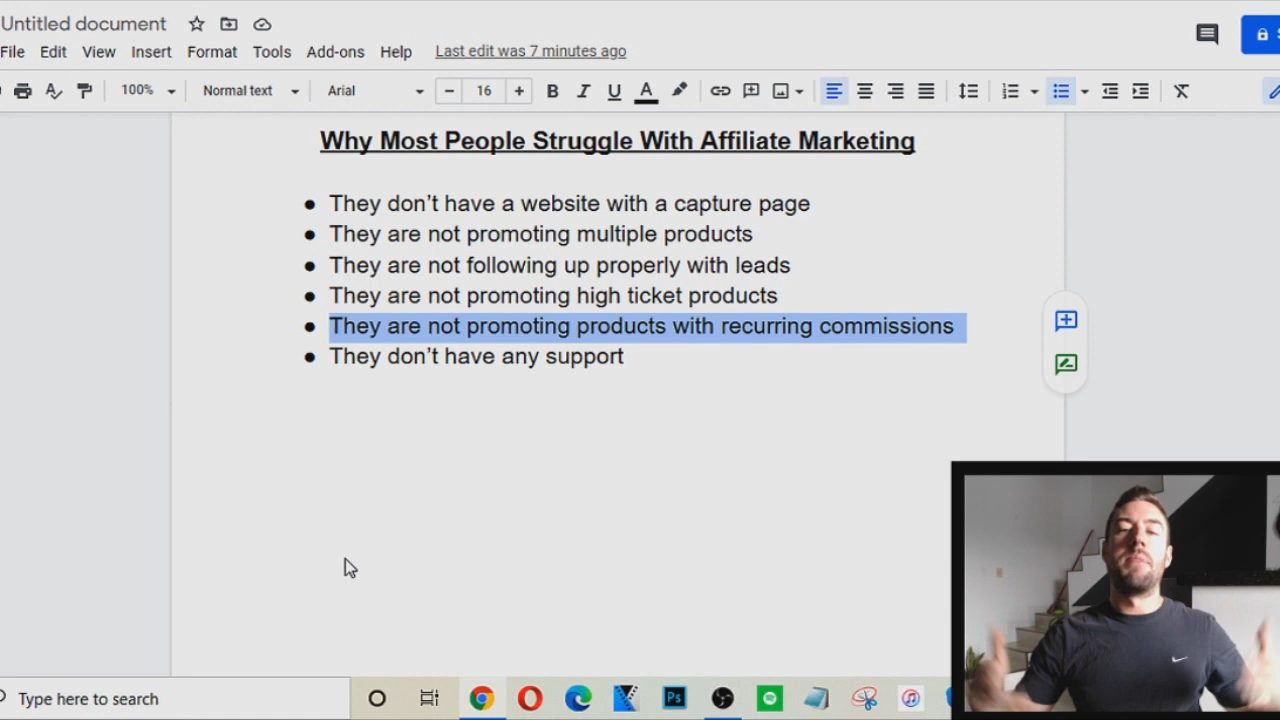 Untitled document
File Edit View Insert Format Tools Add-ons Help Last edit was 7 minutes ago
100% Normal text Arial 16 B I U A
Why Most People Struggle With Affiliate Marketing
● They don’t have a website with a capture page
● They are not promoting multiple products
● They are not following up properly with leads
● They are not promoting high ticket products
● They are not promoting products with recurring commissions
● They don’t have any support
Type here to search
Ps